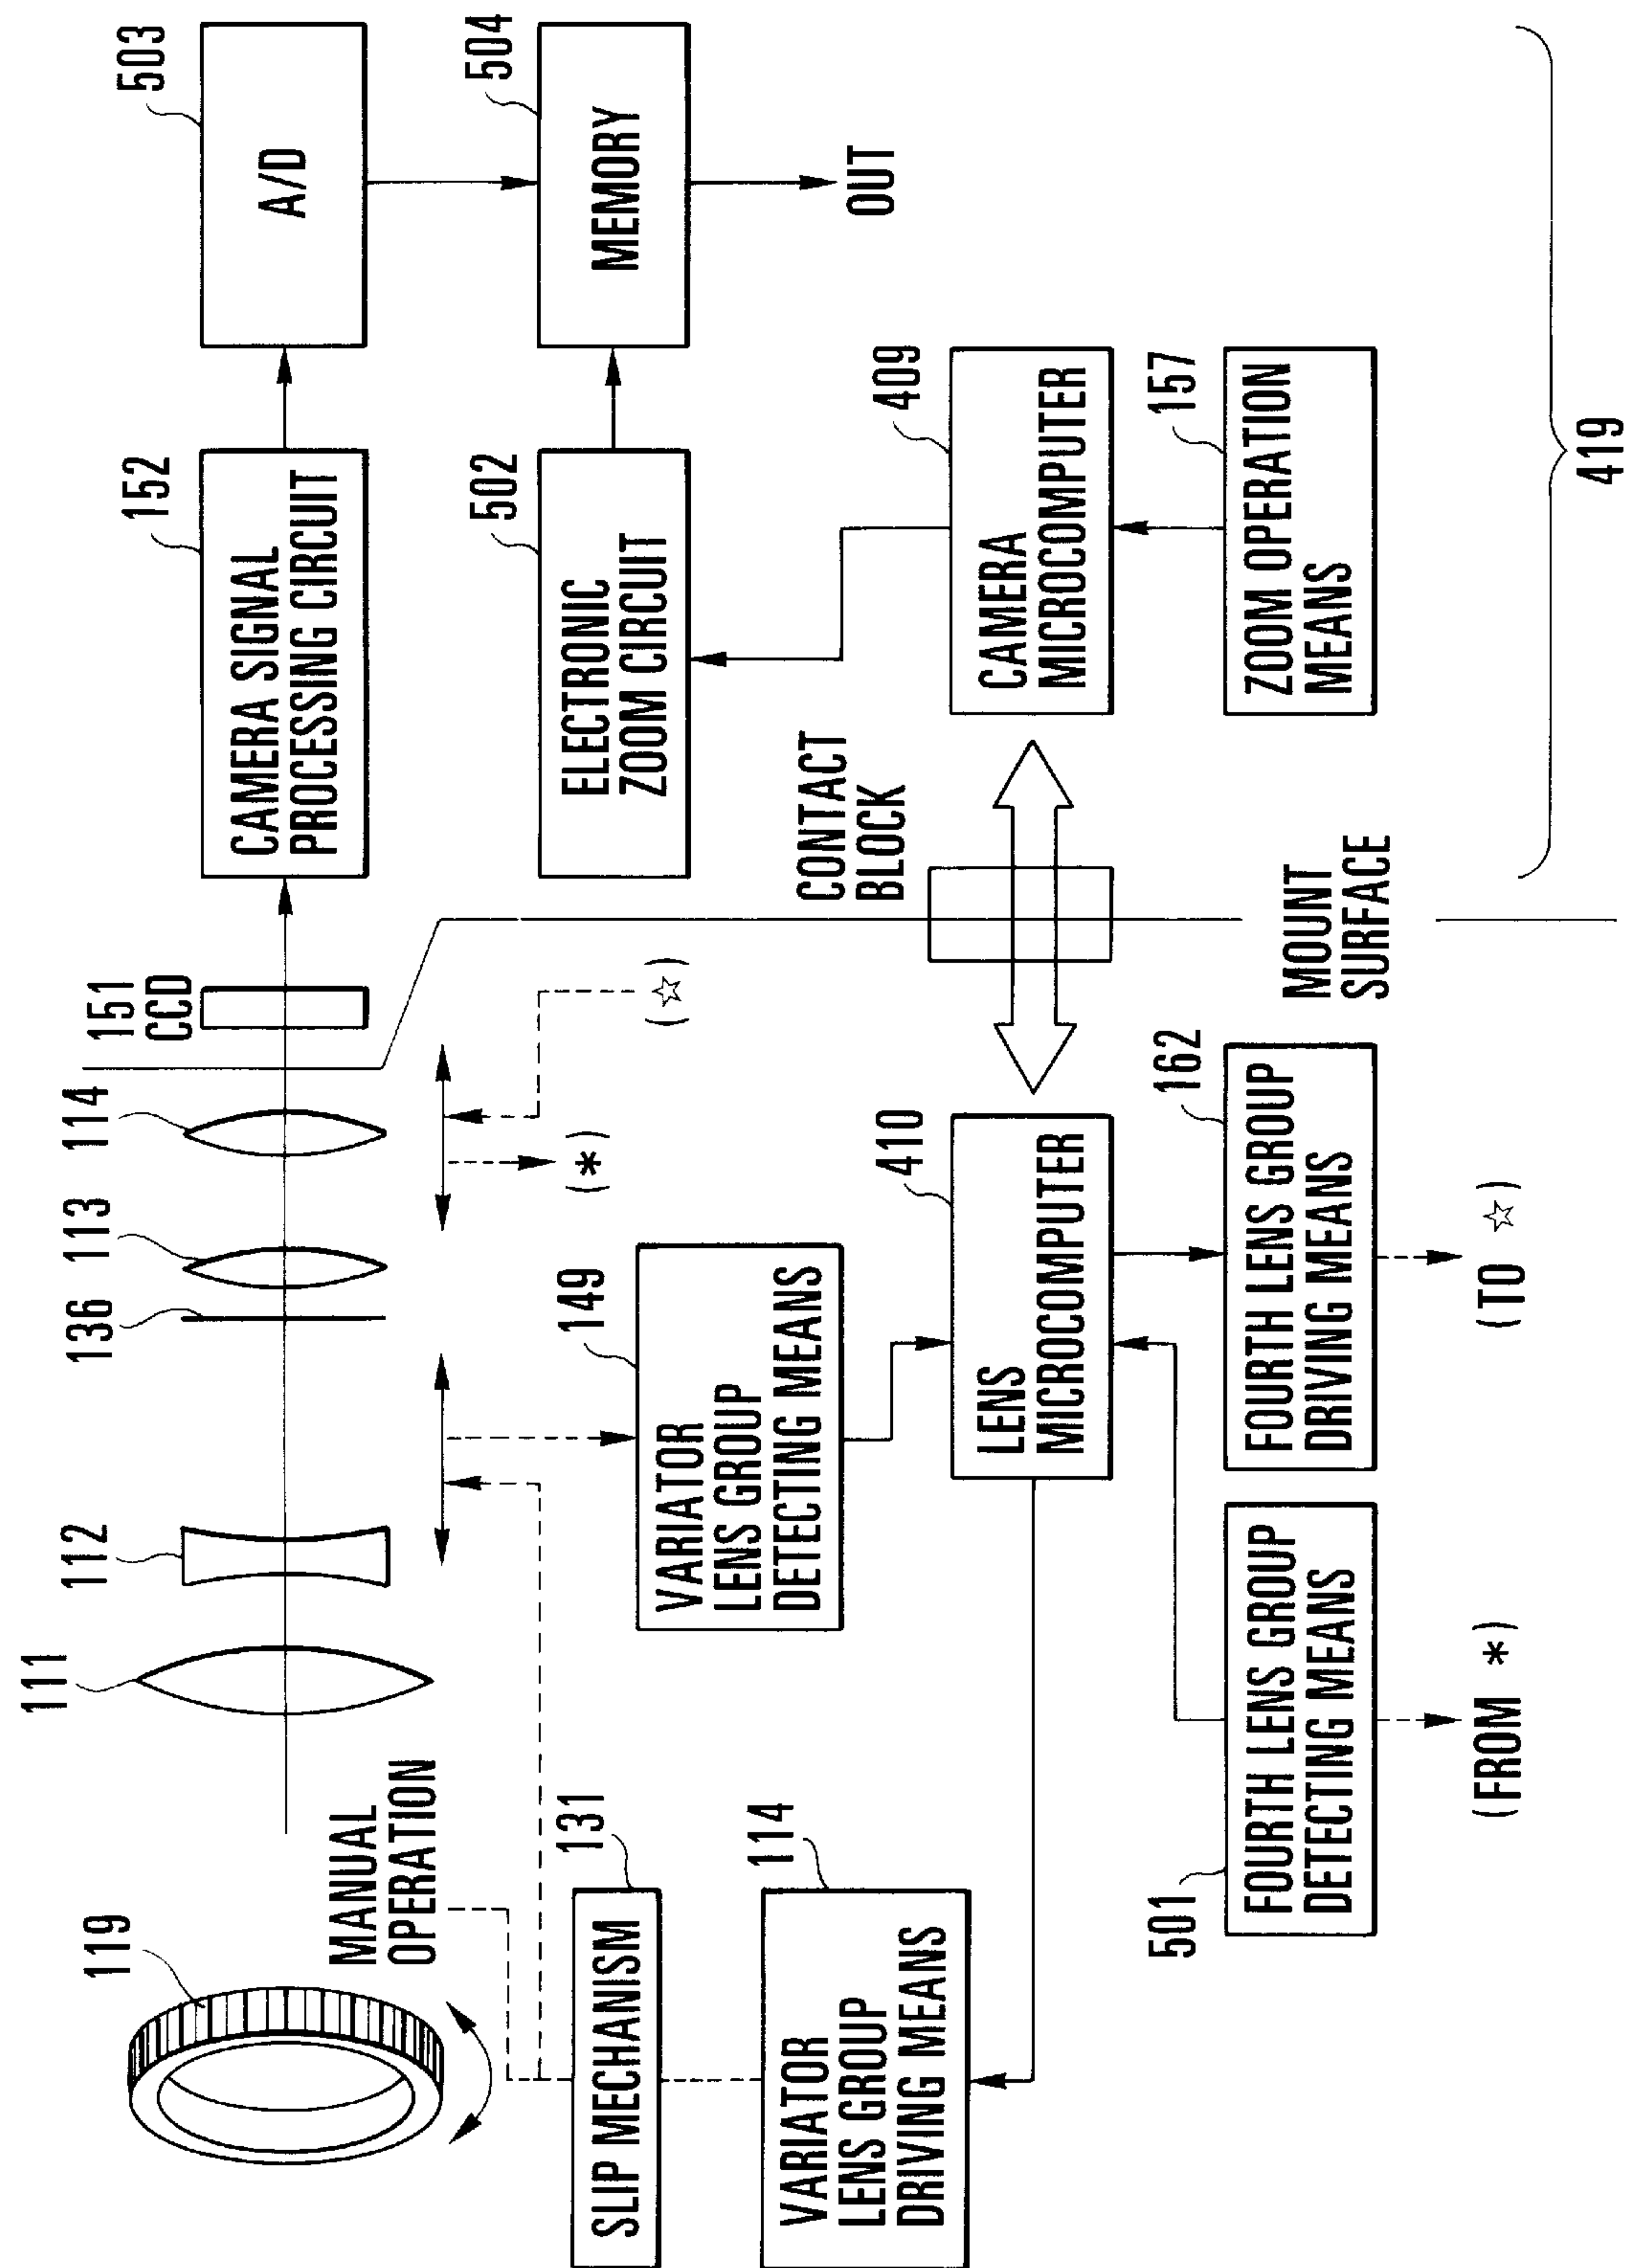 119
MANUAL
OPERATION
111
112
136
113
114
151
CCD
152
CAMERA SIGNAL
PROCESSING CIRCUIT
503
A/D
131
SLIP MECHANISM
149
VARIATOR
LENS GROUP
DETECTING MEANS
(*)
(☆)
502
ELECTRONIC
ZOOM CIRCUIT
504
MEMORY
OUT
114
VARIATOR
LENS GROUP
DRIVING MEANS
410
LENS
MICROCOMPUTER
CONTACT
BLOCK
409
CAMERA
MICROCOMPUTER
501
FOURTH LENS GROUP
DETECTING MEANS
(FROM *)
162
FOURTH LENS GROUP
DRIVING MEANS
(TO ☆)
MOUNT
SURFACE
157
ZOOM OPERATION
MEANS
419